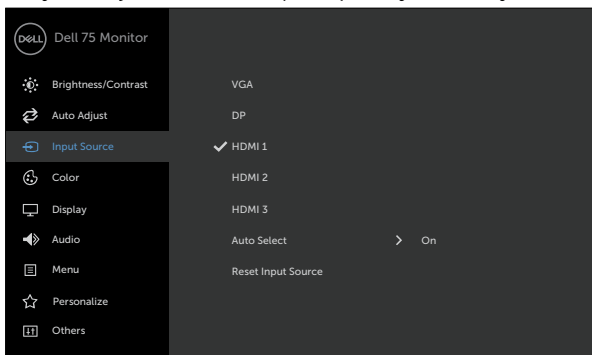 DELL Dell 75 Monitor
Brightness/Contrast
VGA
Auto Adjust
DP
Input Source
HDMI 1
Color
HDMI 2
Display
HDMI 3
Audio
Auto Select On
Menu
Reset Input Source
Personalize
Others